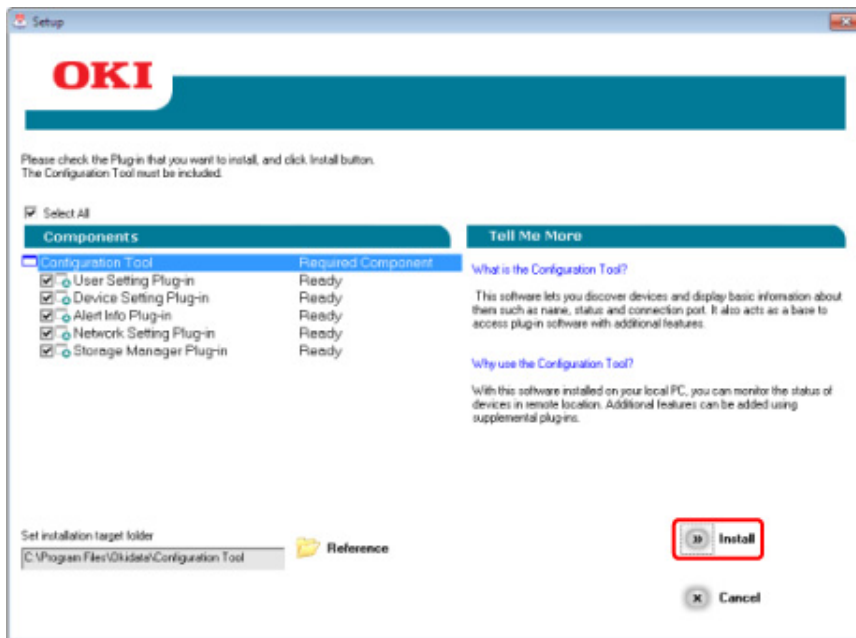 Setup
OKI
Please check the Plug-in that you want to install, and click Install button.
The Configuration Tool must be included.
Select All
Components
Configuration Tool Required Component
User Setting Plug-in Ready
Device Setting Plug-in Ready
Alert Info Plug-in Ready
Network Setting Plug-in Ready
Storage Manager Plug-in Ready
Tell Me More
What is the Configuration Tool?
This software lets you discover devices and display basic information about
them such as name, status and connection port. It also acts as a base to
access plug-in software with additional features.
Why use the Configuration Tool?
With this software installed on your local PC, you can monitor the status of
devices in remote location. Additional features can be added using
supplemental plug-ins.
Set installation target folder
C:\Program Files\Okidata\Configuration Tool
Reference
Install
Cancel